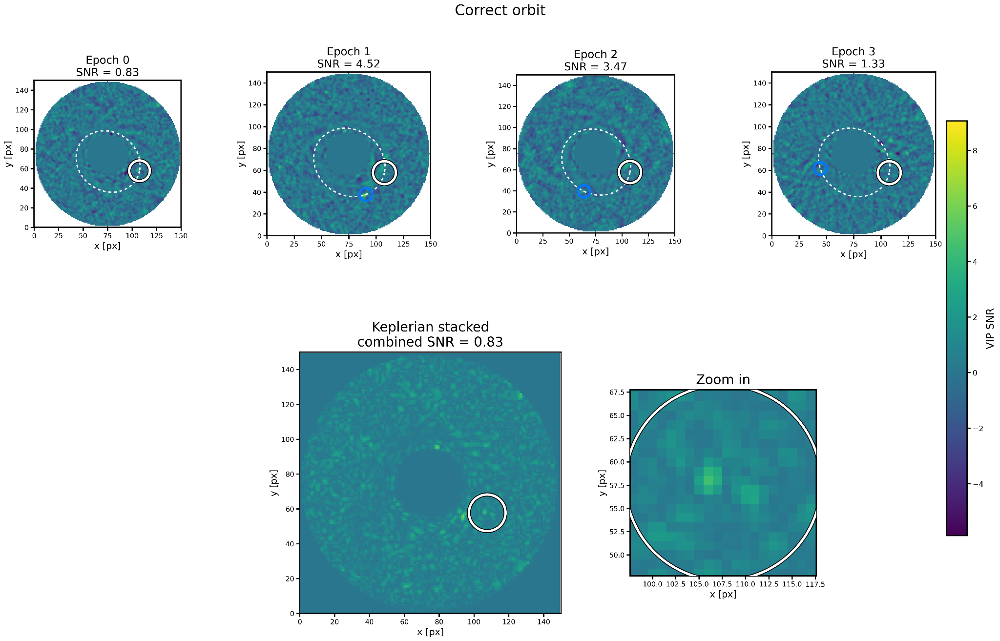 Correct orbit
Epoch 0
SNR = 0.83
Epoch 1
SNR = 4.52
Epoch 2
SNR = 3.47
Epoch 3
SNR = 1.33
y [px]
140
120
100
80
60
40
20
0
0 25 50 75 100 125 150
x [px]
y [px]
140
120
100
80
60
40
20
0
0 25 50 75 100 125 150
x [px]
y [px]
140
120
100
80
60
40
20
0
0 25 50 75 100 125 150
x [px]
y [px]
140
120
100
80
60
40
20
0
0 25 50 75 100 125 150
x [px]
8
6
4
2
0
−2
−4
VIP SNR
Keplerian stacked
combined SNR = 0.83
y [px]
140
120
100
80
60
40
20
0
0 20 40 60 80 100 120 140
x [px]
Zoom in
y [px]
67.5
65.0
62.5
60.0
57.5
55.0
52.5
50.0
100.0 102.5 105.0 107.5 110.0 112.5 115.0 117.5
x [px]